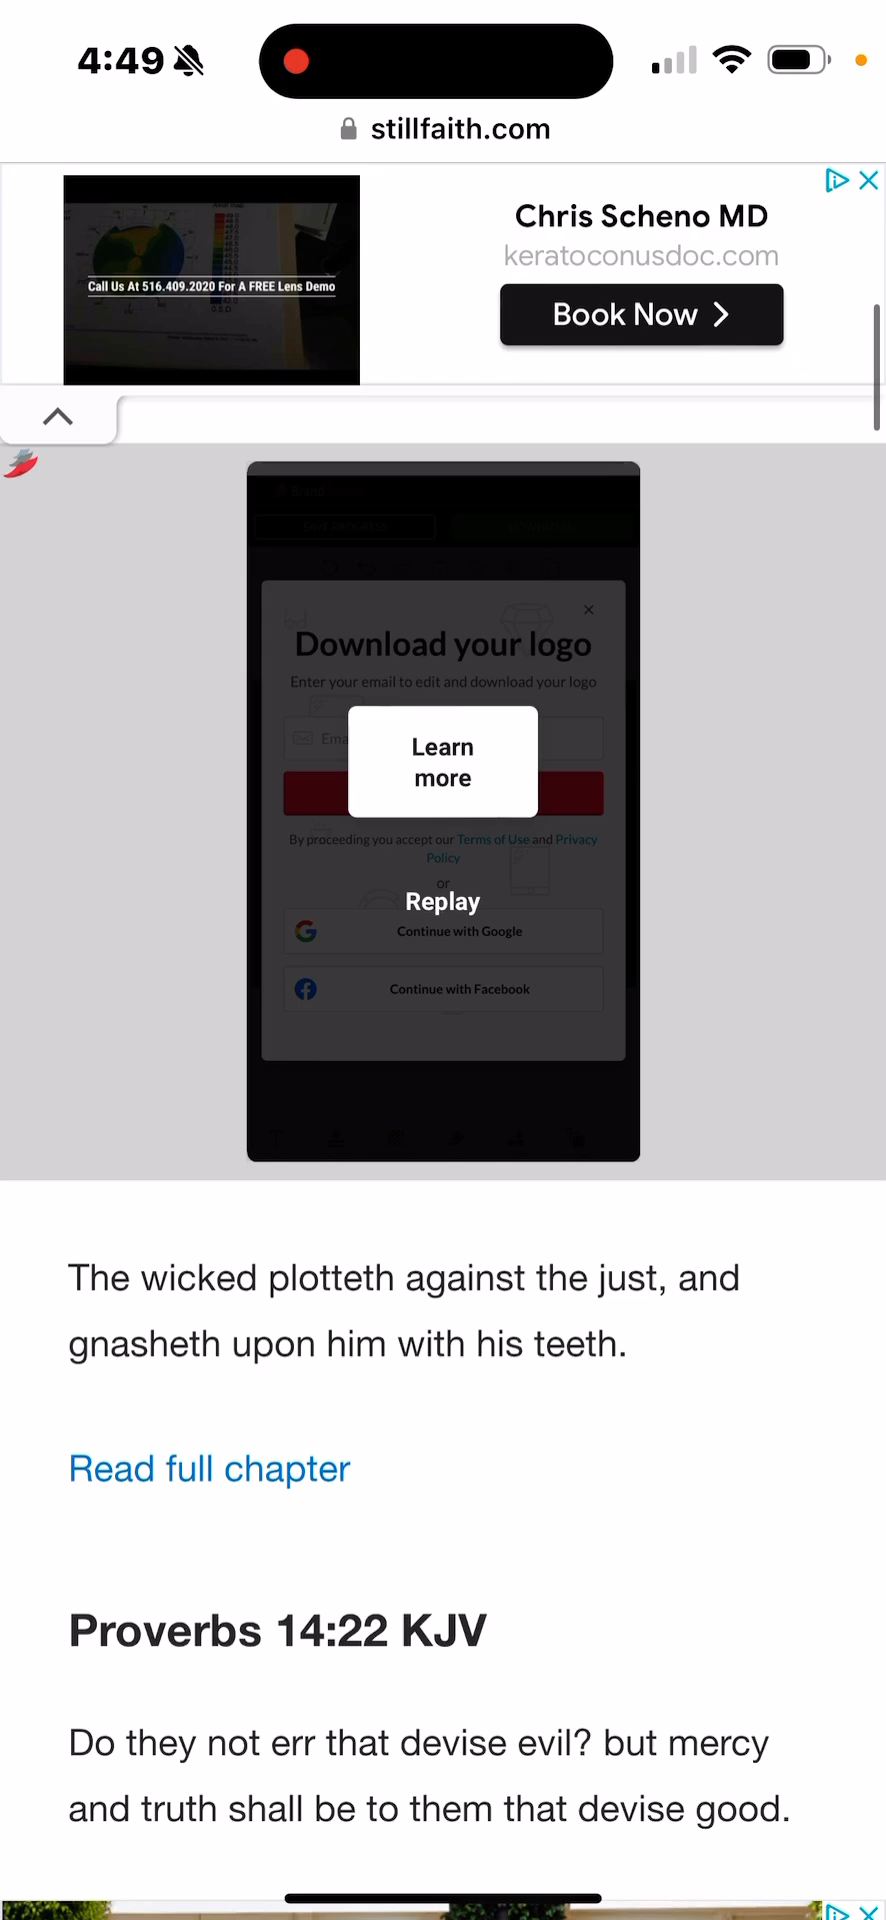 4:49
stillfaith.com
Call Us At 516.409.2020 For A FREE Lens Demo
Chris Scheno MD
keratoconusdoc.com
Book Now
Download your logo
Enter your email to edit and download your logo
Learn
more
By proceeding you accept our Terms of Use and Privacy
Policy
or
Replay
Continue with Google
Continue with Facebook
The wicked plotteth against the just, and
gnasheth upon him with his teeth.
Read full chapter
Proverbs 14:22 KJV
Do they not err that devise evil? but mercy
and truth shall be to them that devise good.